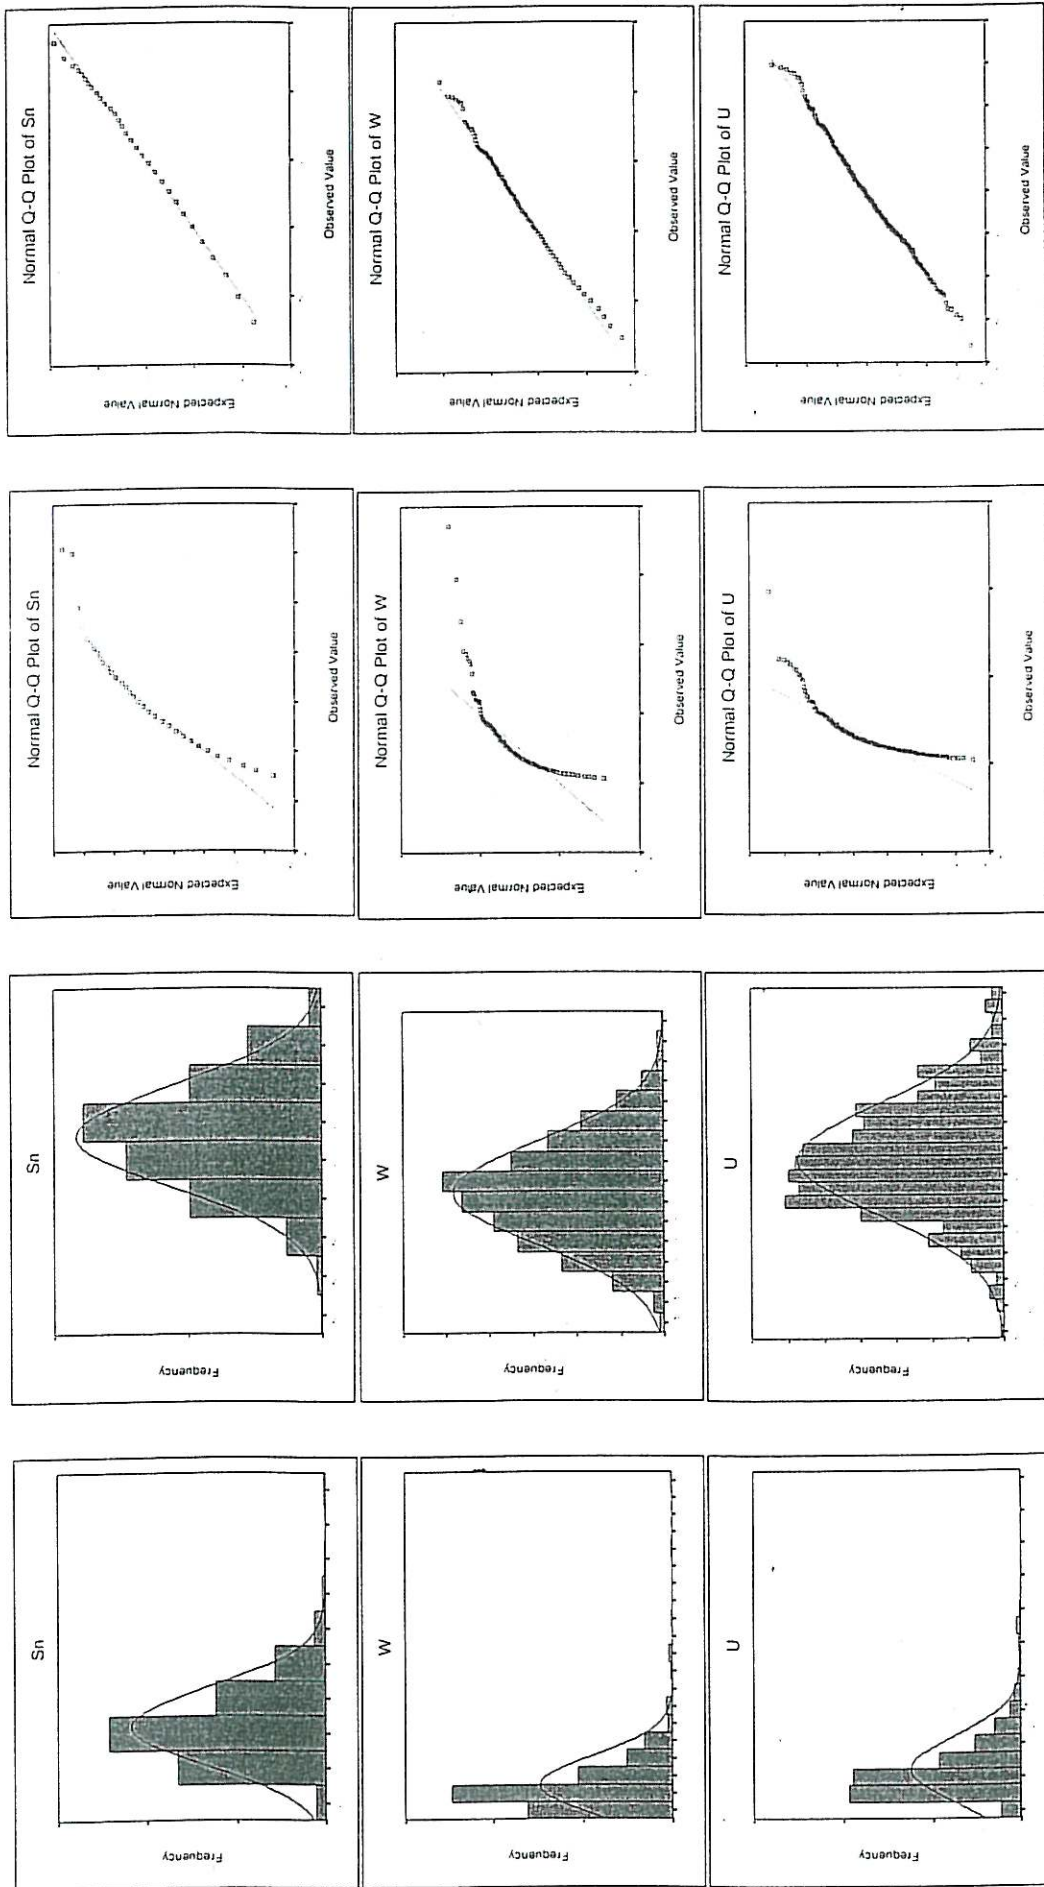 Sn
Frequency
Sn
Frequency
Normal Q-Q Plot of Sn
Expected Normal Value
Observed Value
Normal Q-Q Plot of Sn
Expected Normal Value
Observed Value
W
Frequency
W
Frequency
Normal Q-Q Plot of W
Expected Normal Value
Observed Value
Normal Q-Q Plot of W
Expected Normal Value
Observed Value
U
Frequency
U
Frequency
Normal Q-Q Plot of U
Expected Normal Value
Observed Value
Normal Q-Q Plot of U
Expected Normal Value
Observed Value